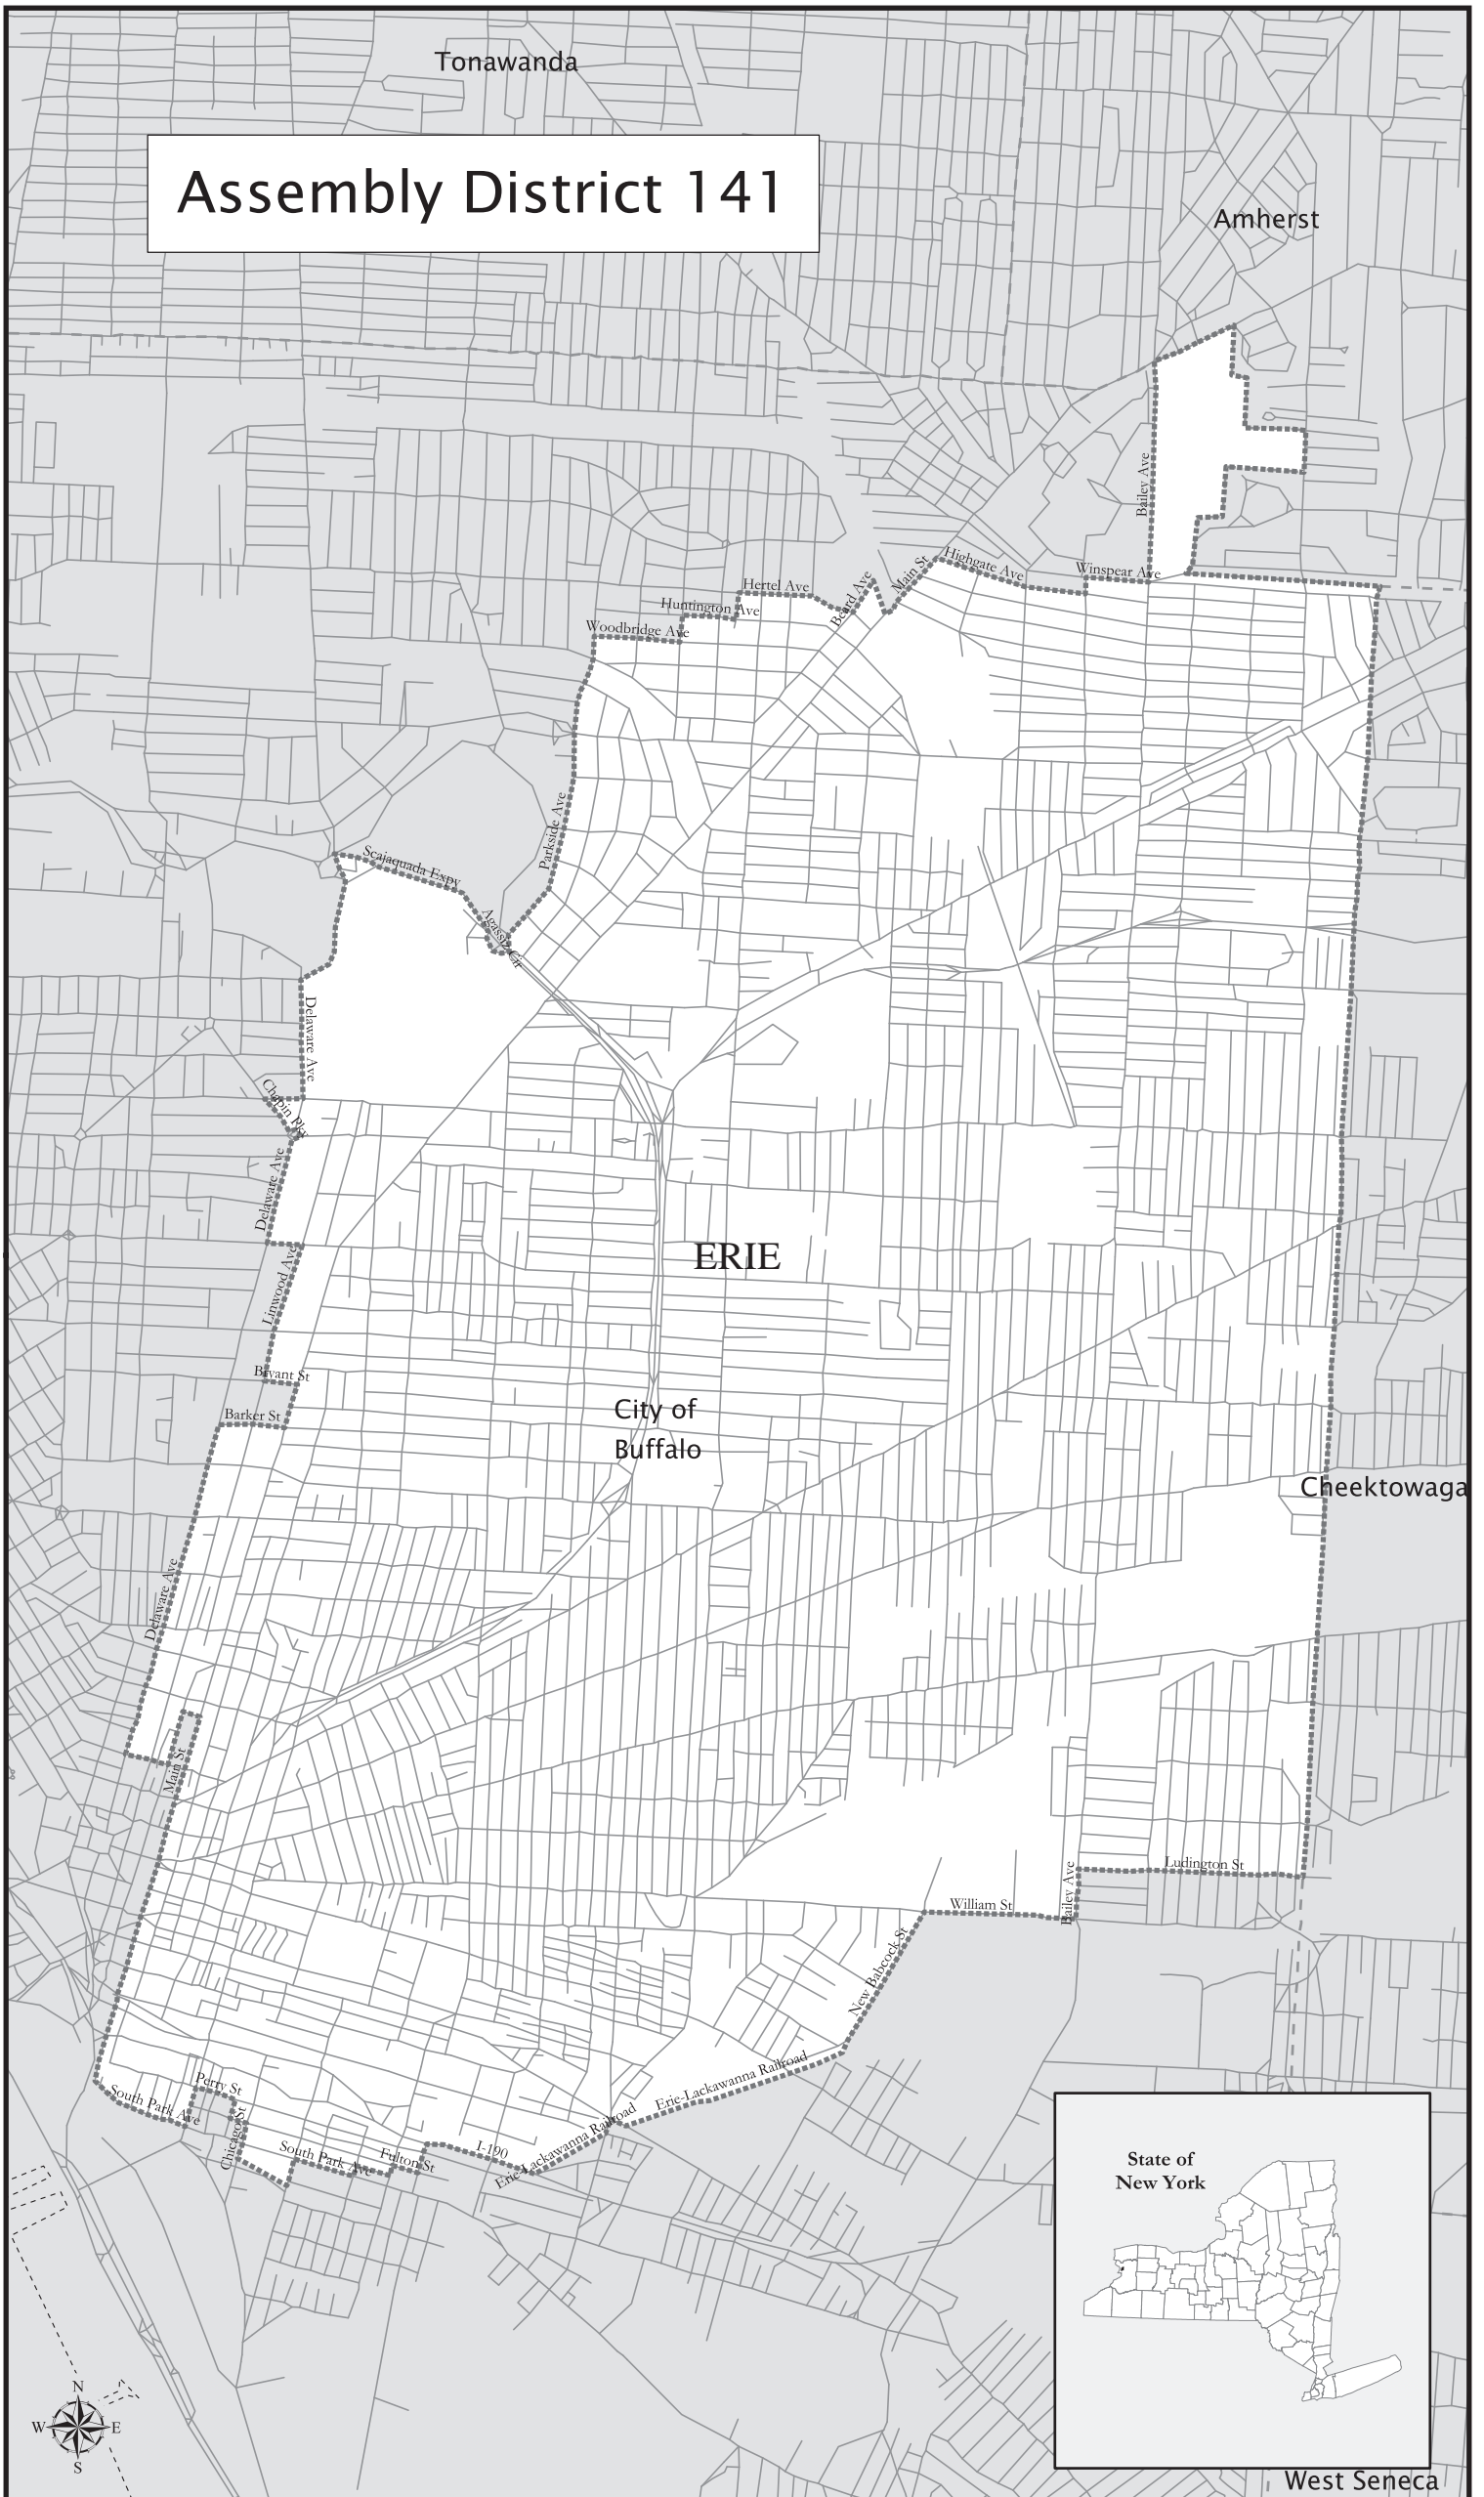 Tonawanda
Assembly District 141
Amherst
Bailey Ave
Highgate Ave
Winspear Ave
Main St
Beard Ave
Hertel Ave
Huntington Ave
Woodbridge Ave
Parkside Ave
Scajaquada Expy
Agassiz Cir
Delaware Ave
Chapin Pky
Delaware Ave
ERIE
Linwood Ave
Bryant St
Barker St
City of
Buffalo
Cheektowaga
Delaware Ave
Main St
Ludington St
Bailey Ave
William St
New Babcock St
Erie-Lackawanna Railroad
Perry St
South Park Ave
Chicago St
South Park Ave
Fulton St
I-190
Erie-Lackawanna Railroad
State of
New York
N
W
E
S
West Seneca